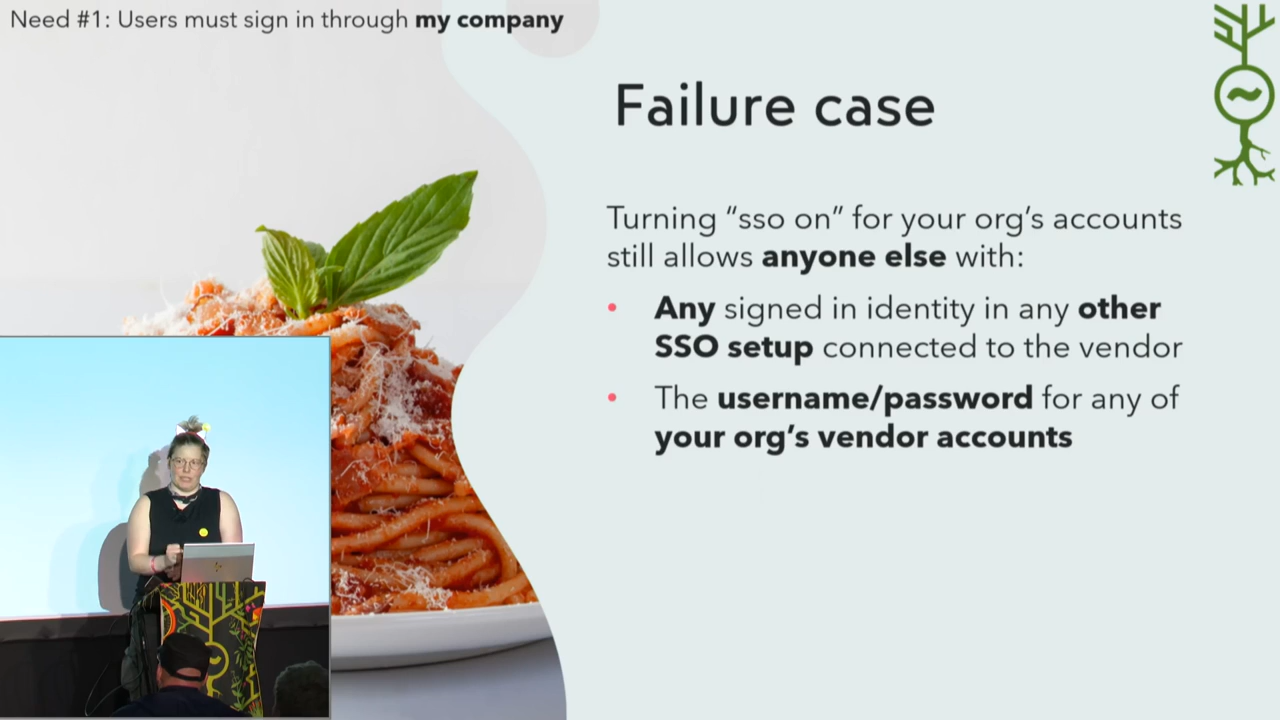 Need #1: Users must sign in through my company
Failure case
Turning “sso on” for your org’s accounts
still allows anyone else with:
• Any signed in identity in any other
SSO setup connected to the vendor
• The username/password for any of
your org’s vendor accounts